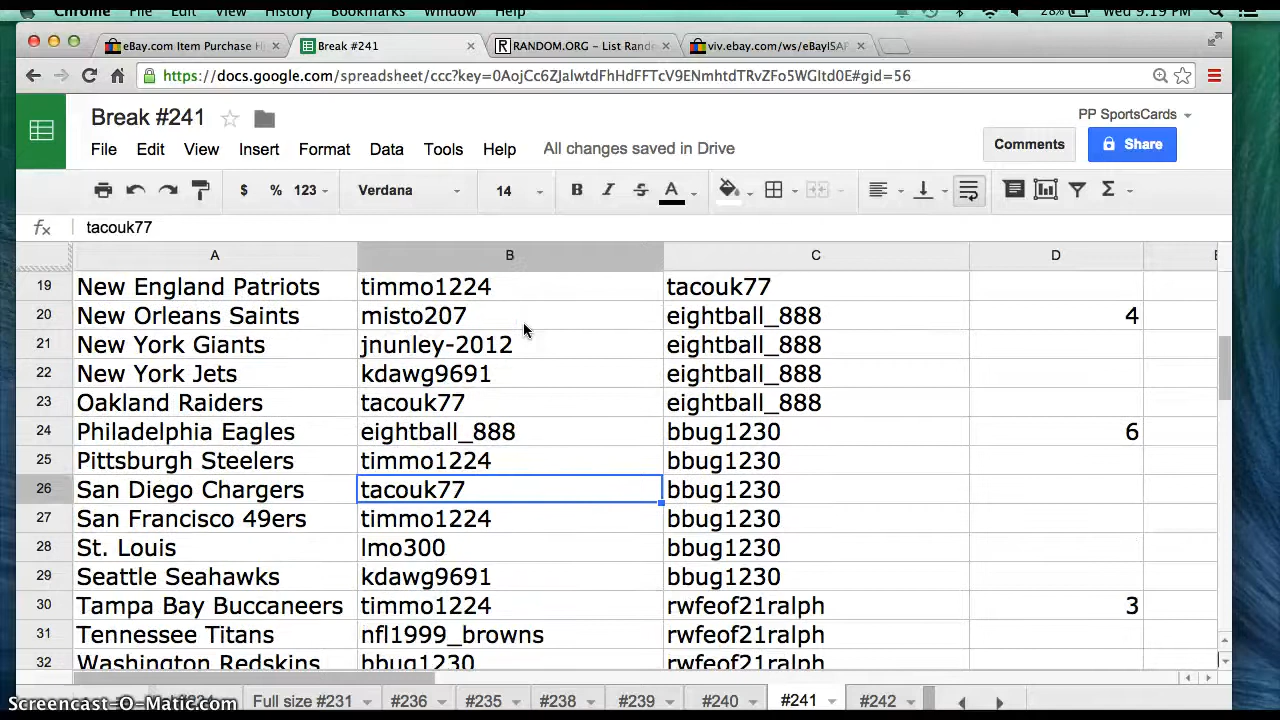 Chrome File Edit View History Bookmarks Window Help 28% Wed 9:19 PM
eBay.com Item Purchase Hi × Break #241 × RANDOM.ORG - List Rando × viv.ebay.com/ws/eBayISAP ×
https://docs.google.com/spreadsheet/ccc?key=0AojCc6ZJalwtdFhHdFFTcV9ENmhtdTRvZFo5WGltd0E#gid=56
Break #241
PP SportsCards
File Edit View Insert Format Data Tools Help All changes saved in Drive
Comments Share
$ % 123 Verdana 14 B I S A Σ
fx tacouk77
A B C D E
19 New England Patriots timmo1224 tacouk77
20 New Orleans Saints misto207 eightball_888 4
21 New York Giants jnunley-2012 eightball_888
22 New York Jets kdawg9691 eightball_888
23 Oakland Raiders tacouk77 eightball_888
24 Philadelphia Eagles eightball_888 bbug1230 6
25 Pittsburgh Steelers timmo1224 bbug1230
26 San Diego Chargers tacouk77 bbug1230
27 San Francisco 49ers timmo1224 bbug1230
28 St. Louis lmo300 bbug1230
29 Seattle Seahawks kdawg9691 bbug1230
30 Tampa Bay Buccaneers timmo1224 rwfeof21ralph 3
31 Tennessee Titans nfl1999_browns rwfeof21ralph
32 Washington Redskins bbug1230 rwfeof21ralph
Full size #231 #236 #235 #238 #239 #240 #241 #242
Screencast-O-Matic.com